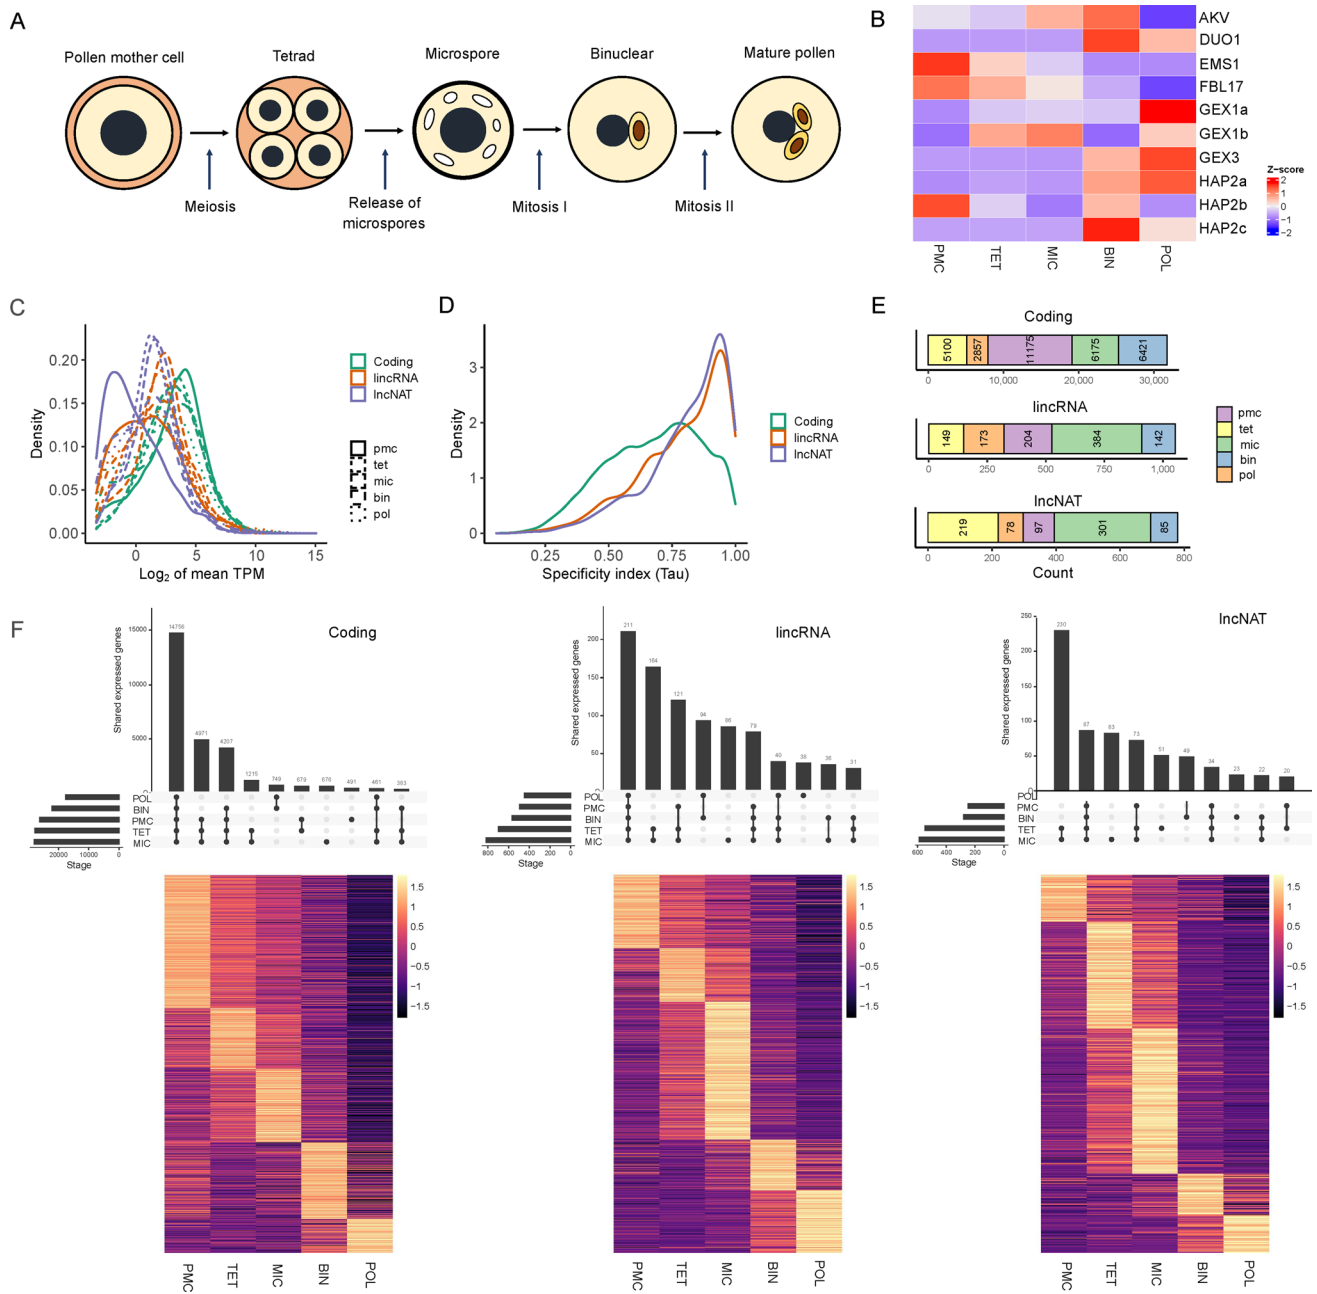 A
Pollen mother cell
Tetrad
Microspore
Binuclear
Mature pollen
Meiosis
Release of
microspores
Mitosis I
Mitosis II
B
AKV
DUO1
EMS1
FBL17
GEX1a
GEX1b
GEX3
HAP2a
HAP2b
HAP2c
PMC
TET
MIC
BIN
POL
Z−score
2
1
0
−1
−2
C
Density
0.20
0.15
0.10
0.05
0.00
0
5
10
15
Log2 of mean TPM
Coding
lincRNA
lncNAT
pmc
tet
mic
bin
pol
D
Density
3
2
1
0
0.25
0.50
0.75
1.00
Specificity index (Tau)
Coding
lincRNA
lncNAT
E
Coding
5100
2857
11175
6175
6421
0
10,000
20,000
30,000
lincRNA
149
173
204
384
142
0
250
500
750
1,000
lncNAT
219
78
97
301
85
0
200
400
600
800
Count
pmc
tet
mic
bin
pol
F
Coding
Shared expressed genes
15000
10000
5000
14756
4971
4207
1215
749
679
676
491
461
383
POL
BIN
PMC
TET
MIC
20000
10000
0
Stage
lincRNA
Shared expressed genes
200
150
100
50
211
164
121
94
86
79
40
38
36
31
POL
PMC
BIN
TET
MIC
800
600
400
200
0
Stage
lncNAT
Shared expressed genes
250
200
150
100
50
0
230
87
83
73
51
49
34
23
22
20
POL
PMC
BIN
TET
MIC
600
400
200
0
Stage
1.5
1
0.5
0
−0.5
−1
−1.5
PMC
TET
MIC
BIN
POL
1.5
1
0.5
0
−0.5
−1
−1.5
PMC
TET
MIC
BIN
POL
1.5
1
0.5
0
−0.5
−1
−1.5
PMC
TET
MIC
BIN
POL